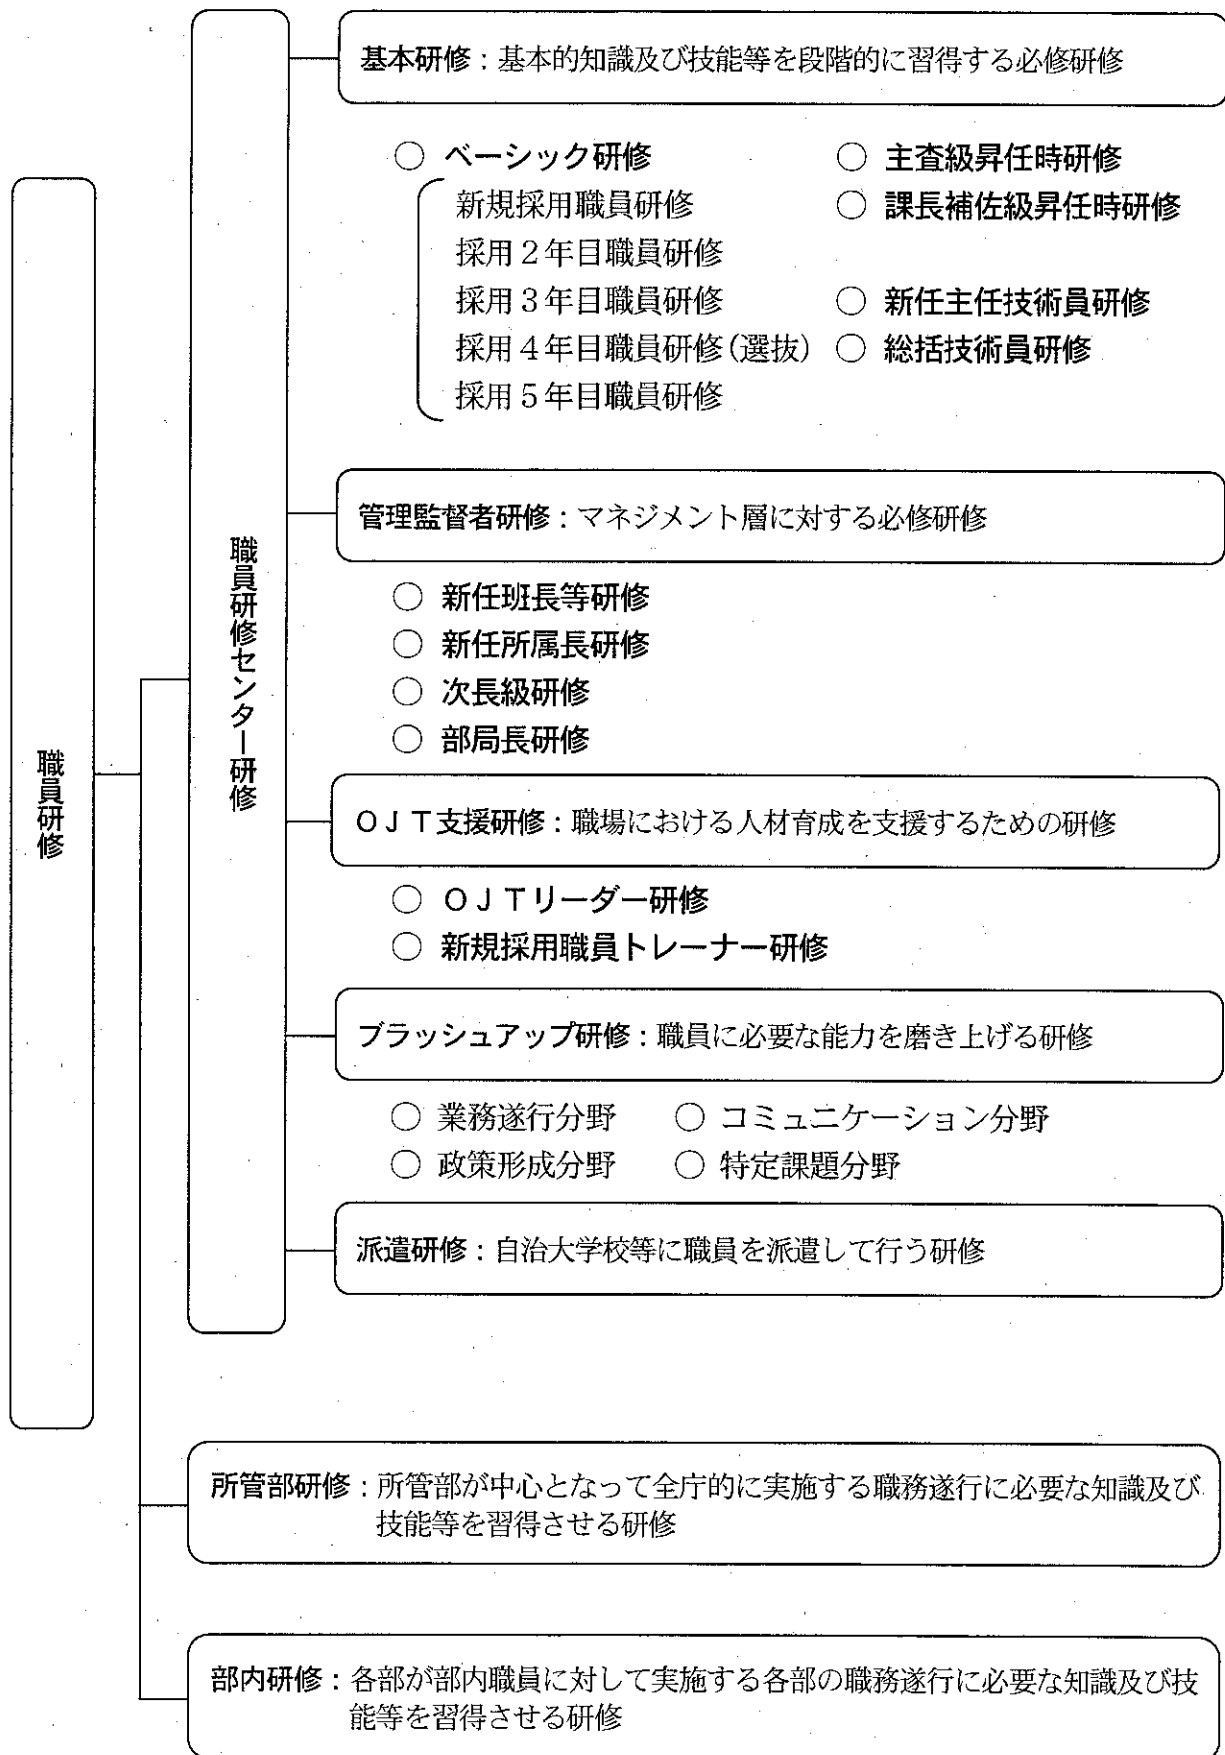 職員研修
職員研修センター研修
基本研修：基本的知識及び技能等を段階的に習得する必修研修
○ ベーシック研修
新規採用職員研修
採用２年目職員研修
採用３年目職員研修
採用４年目職員研修（選抜）
採用５年目職員研修
○ 主査級昇任時研修
○ 課長補佐級昇任時研修
○ 新任主任技術員研修
○ 総括技術員研修
管理監督者研修：マネジメント層に対する必修研修
○ 新任班長等研修
○ 新任所属長研修
○ 次長級研修
○ 部局長研修
ＯＪＴ支援研修：職場における人材育成を支援するための研修
○ ＯＪＴリーダー研修
○ 新規採用職員トレーナー研修
ブラッシュアップ研修：職員に必要な能力を磨き上げる研修
○ 業務遂行分野 ○ コミュニケーション分野
○ 政策形成分野 ○ 特定課題分野
派遣研修：自治大学校等に職員を派遣して行う研修
所管部研修：所管部が中心となって全庁的に実施する職務遂行に必要な知識及び
技能等を習得させる研修
部内研修：各部が部内職員に対して実施する各部の職務遂行に必要な知識及び技
能等を習得させる研修